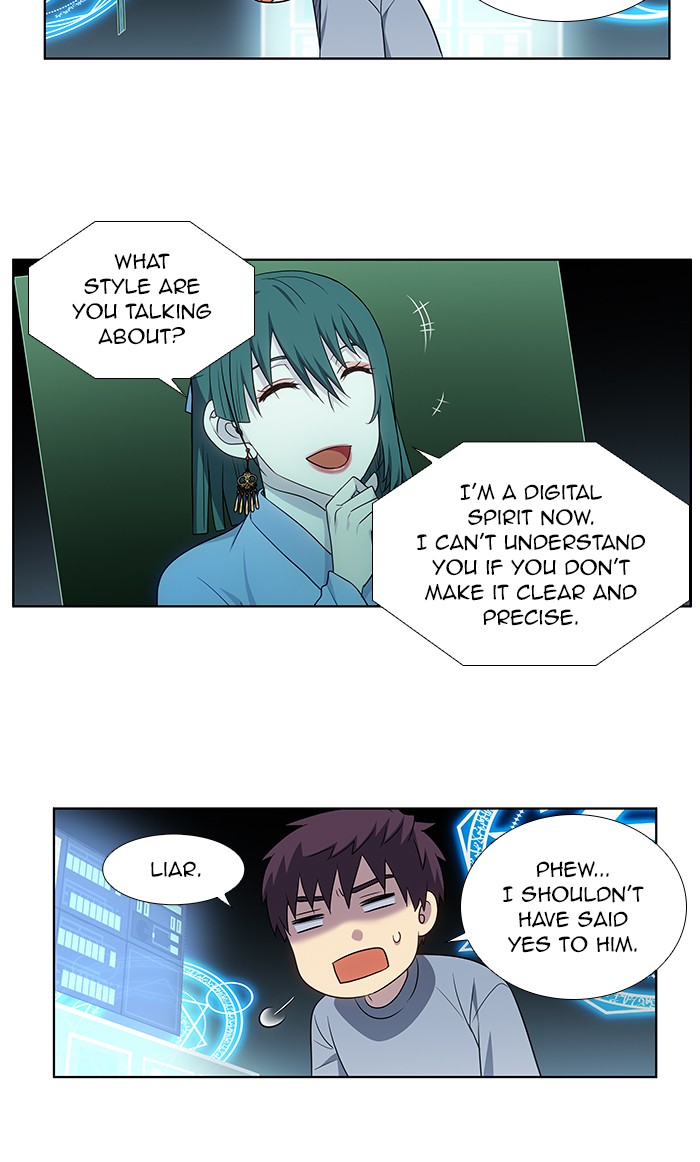 WHAT
STYLE ARE
YOU TALKING
ABOUT?
I'M A DIGITAL
SPIRIT NOW.
I CAN'T UNDERSTAND
YOU IF YOU DON'T
MAKE IT CLEAR AND
PRECISE.
LIAR.
PHEW...
I SHOULDN'T
HAVE SAID
YES TO HIM.